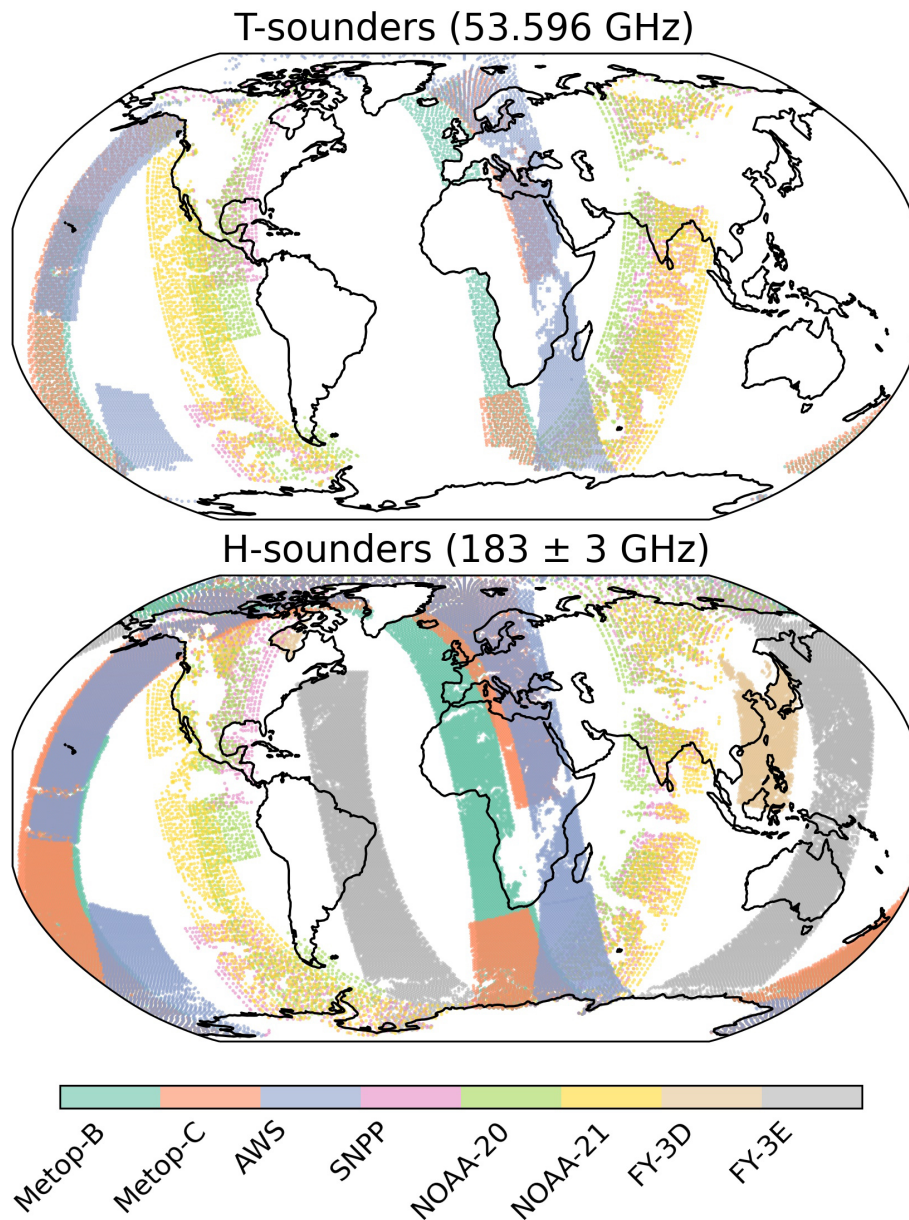 T-sounders (53.596 GHz)
H-sounders (183 ± 3 GHz)
Metop-B
Metop-C
AWS
SNPP
NOAA-20
NOAA-21
FY-3D
FY-3E